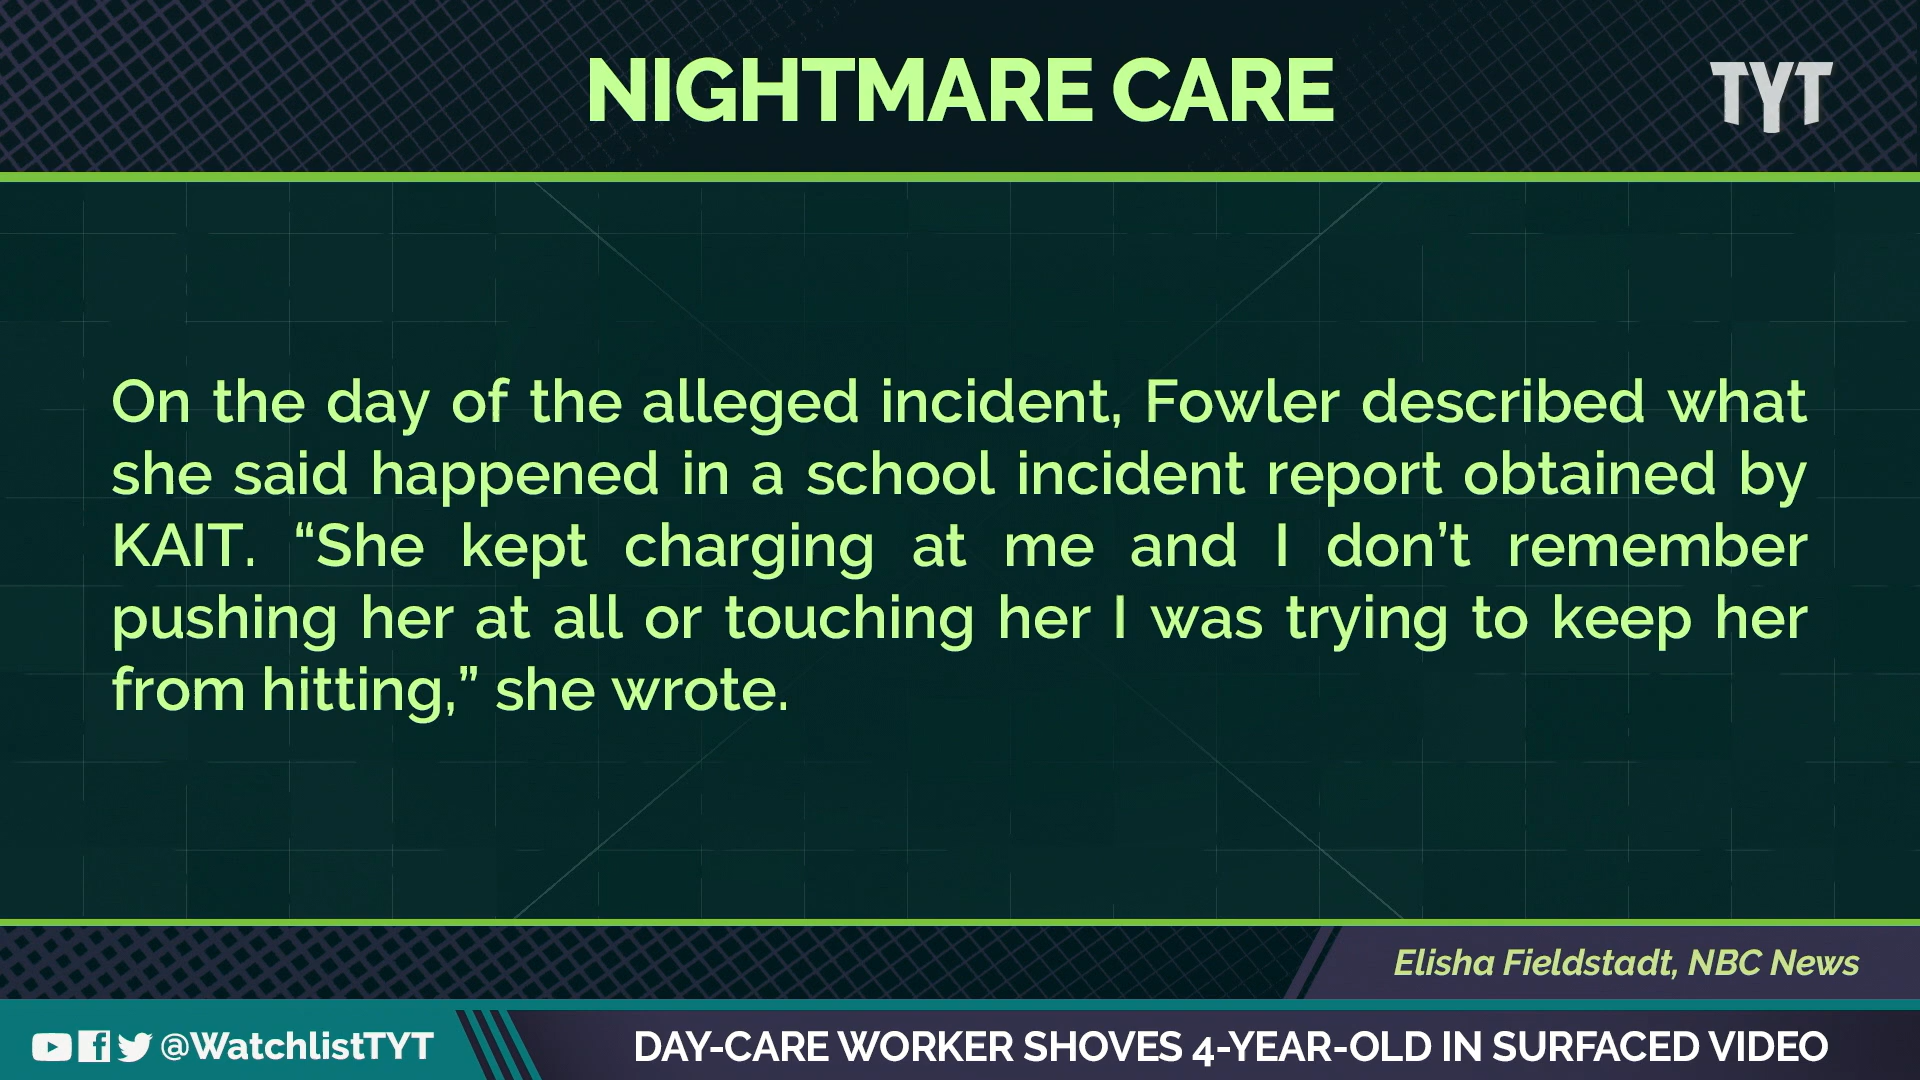 NIGHTMARE CARE
TYT
On the day of the alleged incident, Fowler described what
she said happened in a school incident report obtained by
KAIT. “She kept charging at me and I don’t remember
pushing her at all or touching her I was trying to keep her
from hitting,” she wrote.
Elisha Fieldstadt, NBC News
@WatchlistTYT
DAY-CARE WORKER SHOVES 4-YEAR-OLD IN SURFACED VIDEO